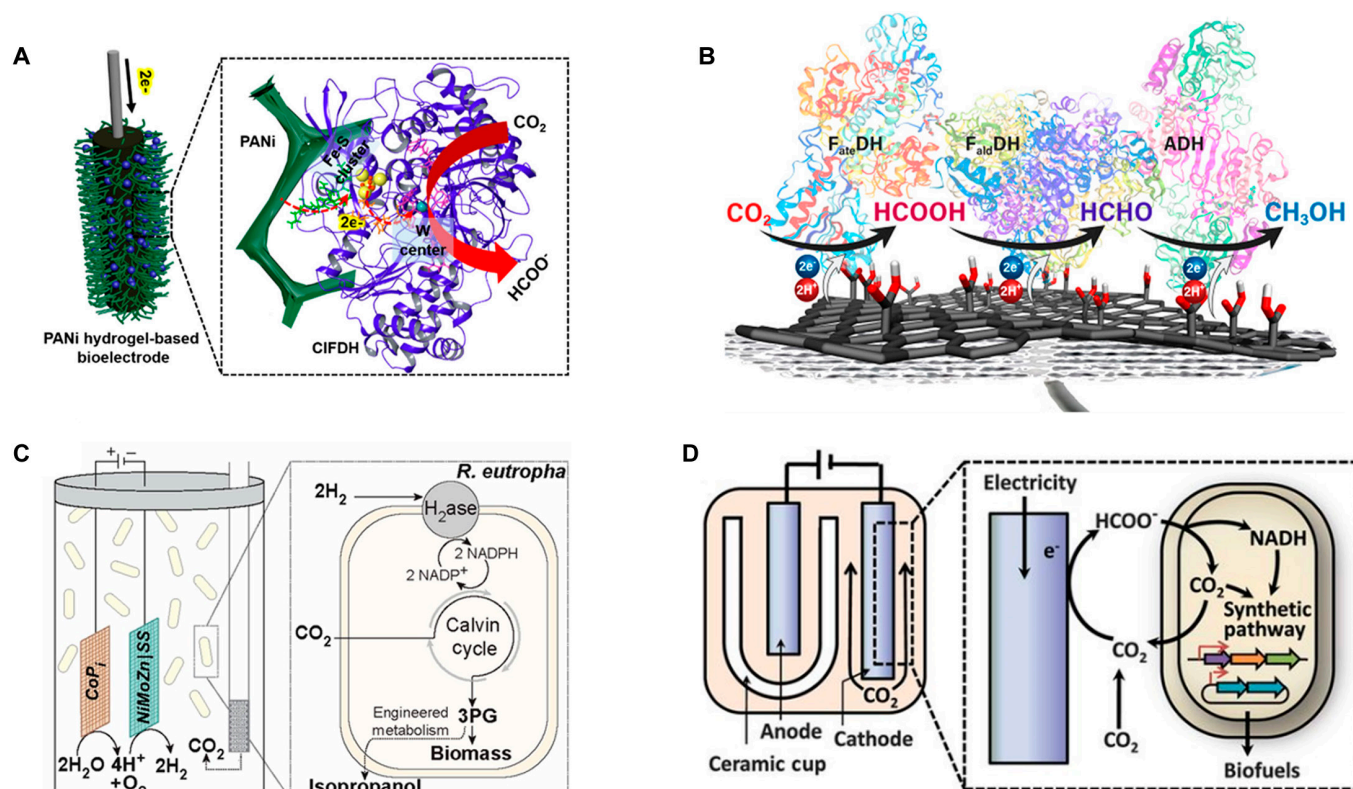 A
2e-
PANi hydrogel-based
bioelectrode
PANi
Fe-S
cluster
2e-
W
center
CO2
HCOO-
ClFDH
B
FateDH
FaldDH
ADH
CO2
HCOOH
HCHO
CH3OH
2e-
2H+
2e-
2H+
2e-
2H+
C
+ −
CoPi
NiMoZn|SS
2H2O
4H+
+O2
2H2
CO2
R. eutropha
2H2
H2ase
2 NADPH
2 NADP+
CO2
Calvin
cycle
Engineered
metabolism
3PG
Biomass
Isopropanol
D
CO2
Anode
Cathode
Ceramic cup
Electricity
e-
HCOO-
NADH
CO2
Synthetic
pathway
CO2
CO2
Biofuels